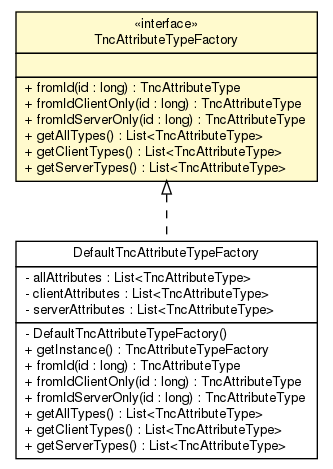 «interface»
TncAttributeTypeFactory
+ fromId(id : long) : TncAttributeType
+ fromIdClientOnly(id : long) : TncAttributeType
+ fromIdServerOnly(id : long) : TncAttributeType
+ getAllTypes() : List<TncAttributeType>
+ getClientTypes() : List<TncAttributeType>
+ getServerTypes() : List<TncAttributeType>
DefaultTncAttributeTypeFactory
- allAttributes : List<TncAttributeType>
- clientAttributes : List<TncAttributeType>
- serverAttributes : List<TncAttributeType>
- DefaultTncAttributeTypeFactory()
+ getInstance() : TncAttributeTypeFactory
+ fromId(id : long) : TncAttributeType
+ fromIdClientOnly(id : long) : TncAttributeType
+ fromIdServerOnly(id : long) : TncAttributeType
+ getAllTypes() : List<TncAttributeType>
+ getClientTypes() : List<TncAttributeType>
+ getServerTypes() : List<TncAttributeType>